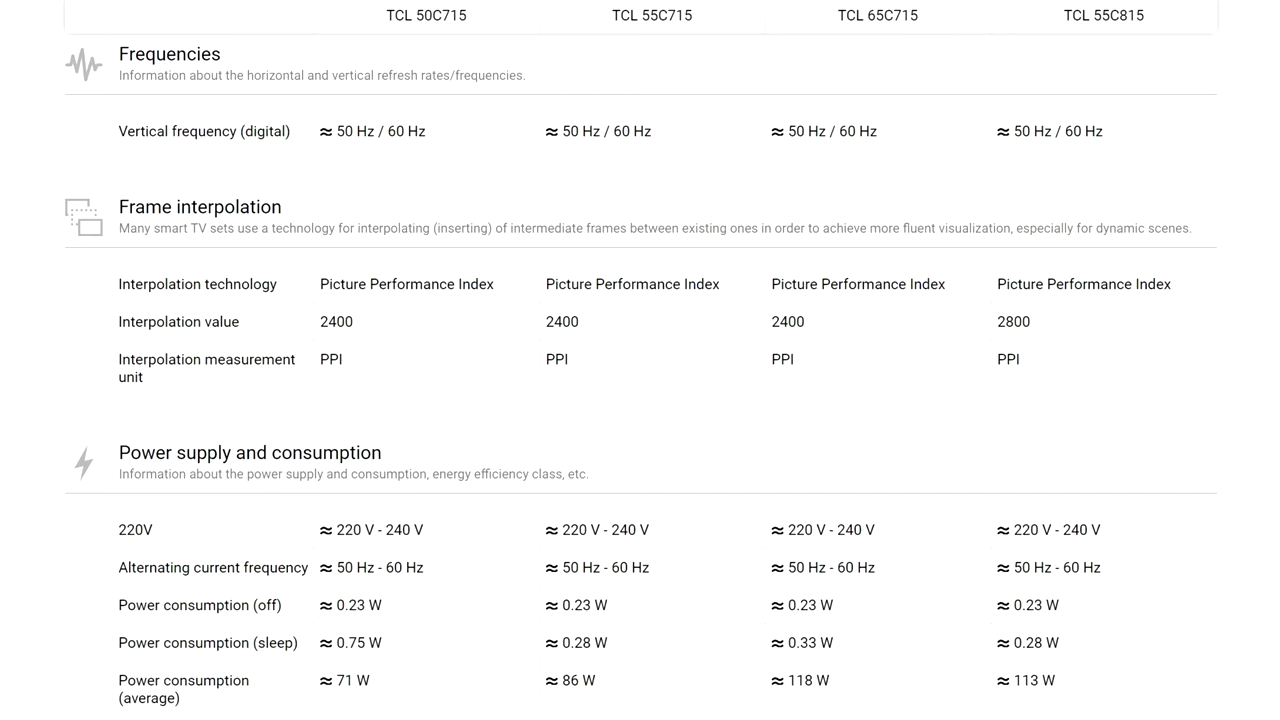 TCL 50C715 TCL 55C715 TCL 65C715 TCL 55C815
Frequencies
Information about the horizontal and vertical refresh rates/frequencies.
Vertical frequency (digital) ≈ 50 Hz / 60 Hz ≈ 50 Hz / 60 Hz ≈ 50 Hz / 60 Hz ≈ 50 Hz / 60 Hz
Frame interpolation
Many smart TV sets use a technology for interpolating (inserting) of intermediate frames between existing ones in order to achieve more fluent visualization, especially for dynamic scenes.
Interpolation technology Picture Performance Index Picture Performance Index Picture Performance Index Picture Performance Index
Interpolation value 2400 2400 2400 2800
Interpolation measurement PPI PPI PPI PPI
unit
Power supply and consumption
Information about the power supply and consumption, energy efficiency class, etc.
220V ≈ 220 V - 240 V ≈ 220 V - 240 V ≈ 220 V - 240 V ≈ 220 V - 240 V
Alternating current frequency ≈ 50 Hz - 60 Hz ≈ 50 Hz - 60 Hz ≈ 50 Hz - 60 Hz ≈ 50 Hz - 60 Hz
Power consumption (off) ≈ 0.23 W ≈ 0.23 W ≈ 0.23 W ≈ 0.23 W
Power consumption (sleep) ≈ 0.75 W ≈ 0.28 W ≈ 0.33 W ≈ 0.28 W
Power consumption ≈ 71 W ≈ 86 W ≈ 118 W ≈ 113 W
(average)